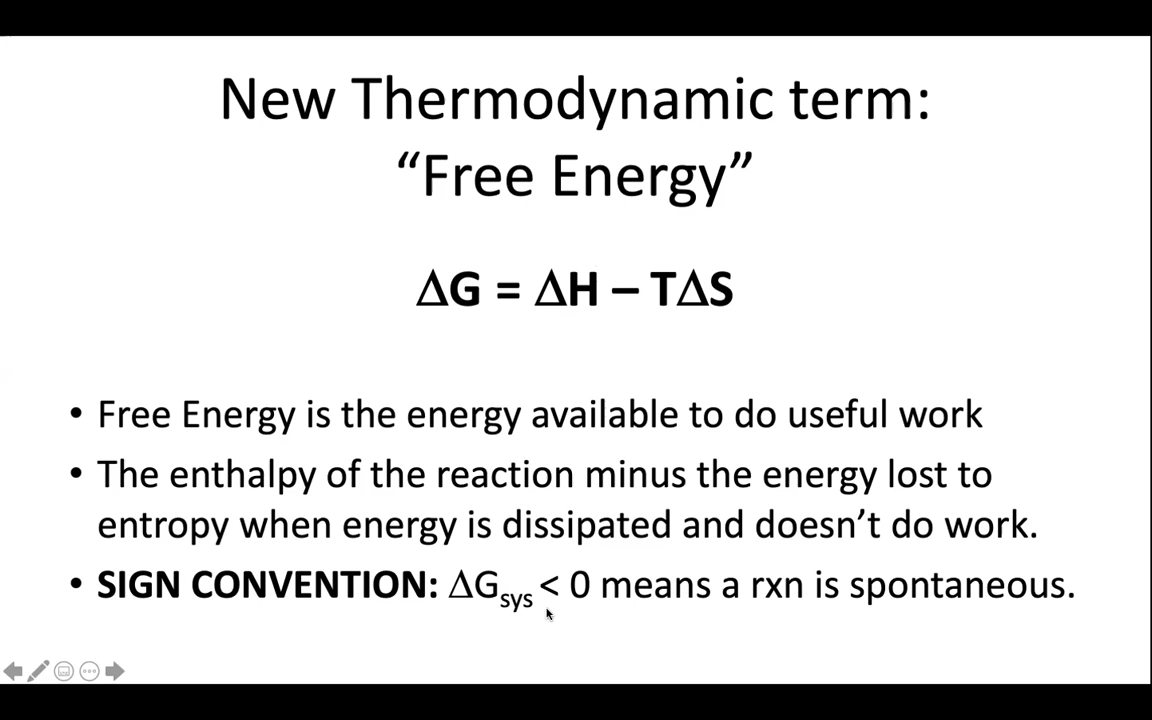 New Thermodynamic term:
“Free Energy”
ΔG = ΔH – TΔS
• Free Energy is the energy available to do useful work
• The enthalpy of the reaction minus the energy lost to
entropy when energy is dissipated and doesn’t do work.
• SIGN CONVENTION: ΔGsys < 0 means a rxn is spontaneous.